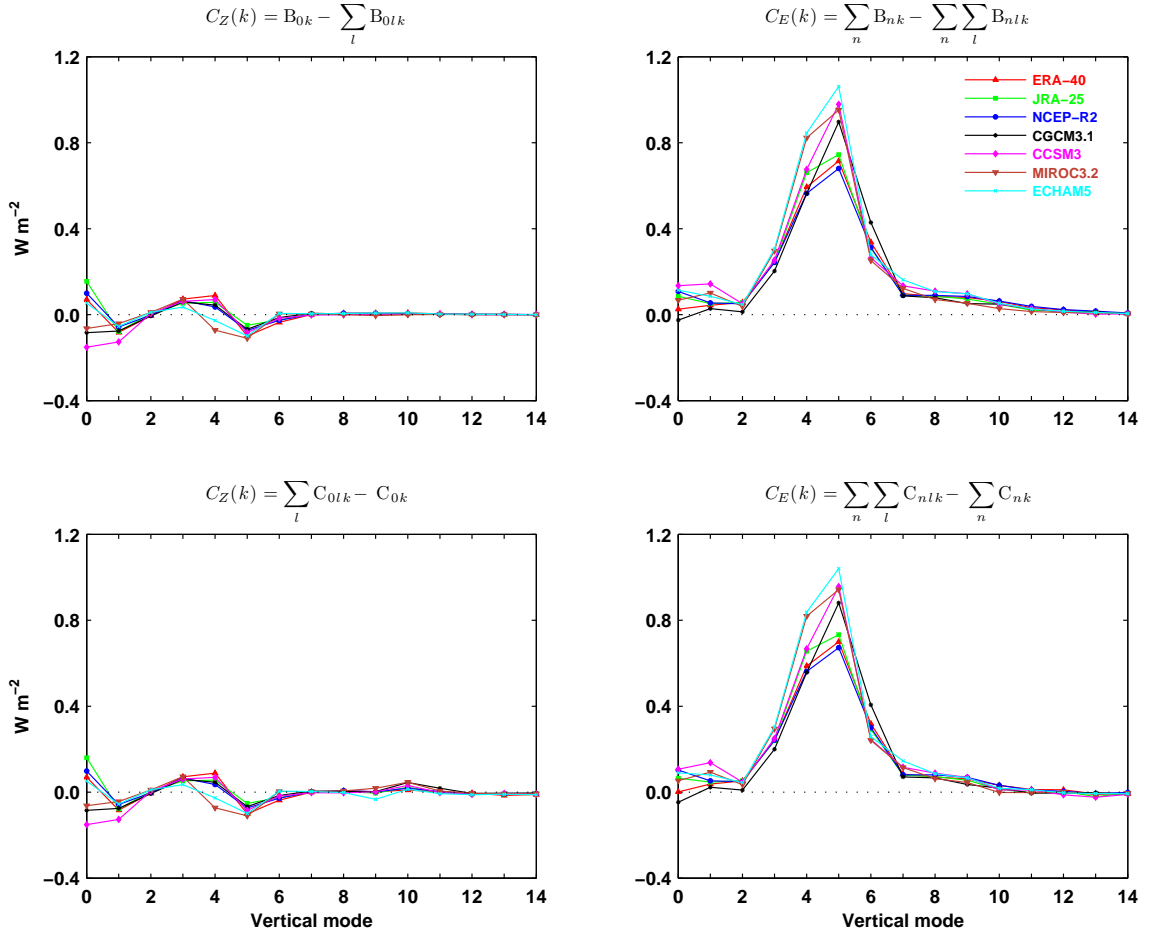 C_Z(k) = B_{0k} − ∑_l B_{0lk}
C_E(k) = ∑_n B_{nk} − ∑_n ∑_l B_{nlk}
1.2
0.8
0.4
0.0
−0.4
W m−2
0 2 4 6 8 10 12 14
1.2
0.8
0.4
0.0
−0.4
0 2 4 6 8 10 12 14
ERA−40
JRA−25
NCEP−R2
CGCM3.1
CCSM3
MIROC3.2
ECHAM5
C_Z(k) = ∑_l C_{0lk} − C_{0k}
C_E(k) = ∑_n ∑_l C_{nlk} − ∑_n C_{nk}
1.2
0.8
0.4
0.0
−0.4
W m−2
0 2 4 6 8 10 12 14
Vertical mode
1.2
0.8
0.4
0.0
−0.4
0 2 4 6 8 10 12 14
Vertical mode